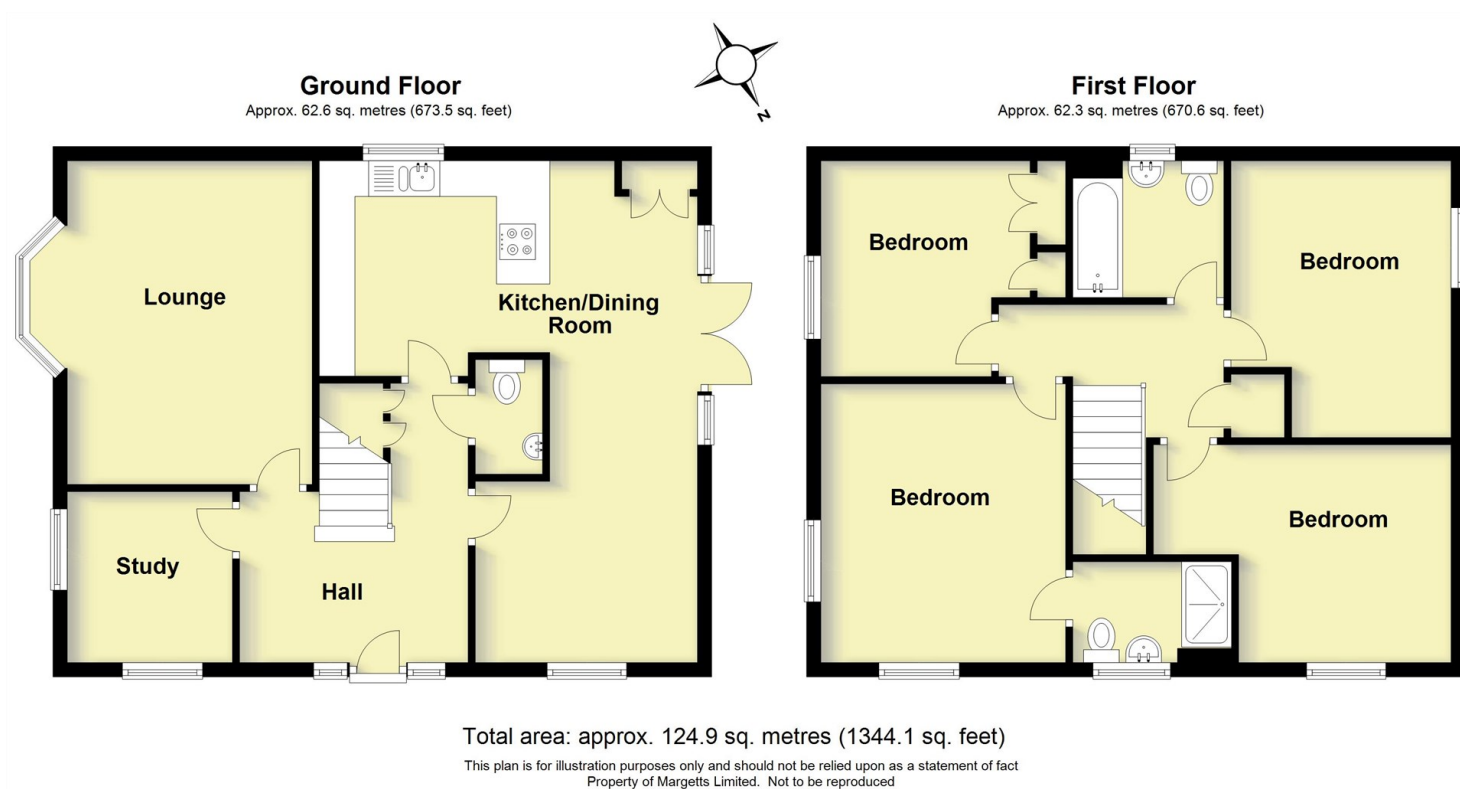 Ground Floor
Approx. 62.6 sq. metres (673.5 sq. feet)
N
First Floor
Approx. 62.3 sq. metres (670.6 sq. feet)
Lounge
Kitchen/Dining
Room
Study
Hall
Bedroom
Bedroom
Bedroom
Bedroom
Total area: approx. 124.9 sq. metres (1344.1 sq. feet)
This plan is for illustration purposes only and should not be relied upon as a statement of fact
Property of Margetts Limited. Not to be reproduced